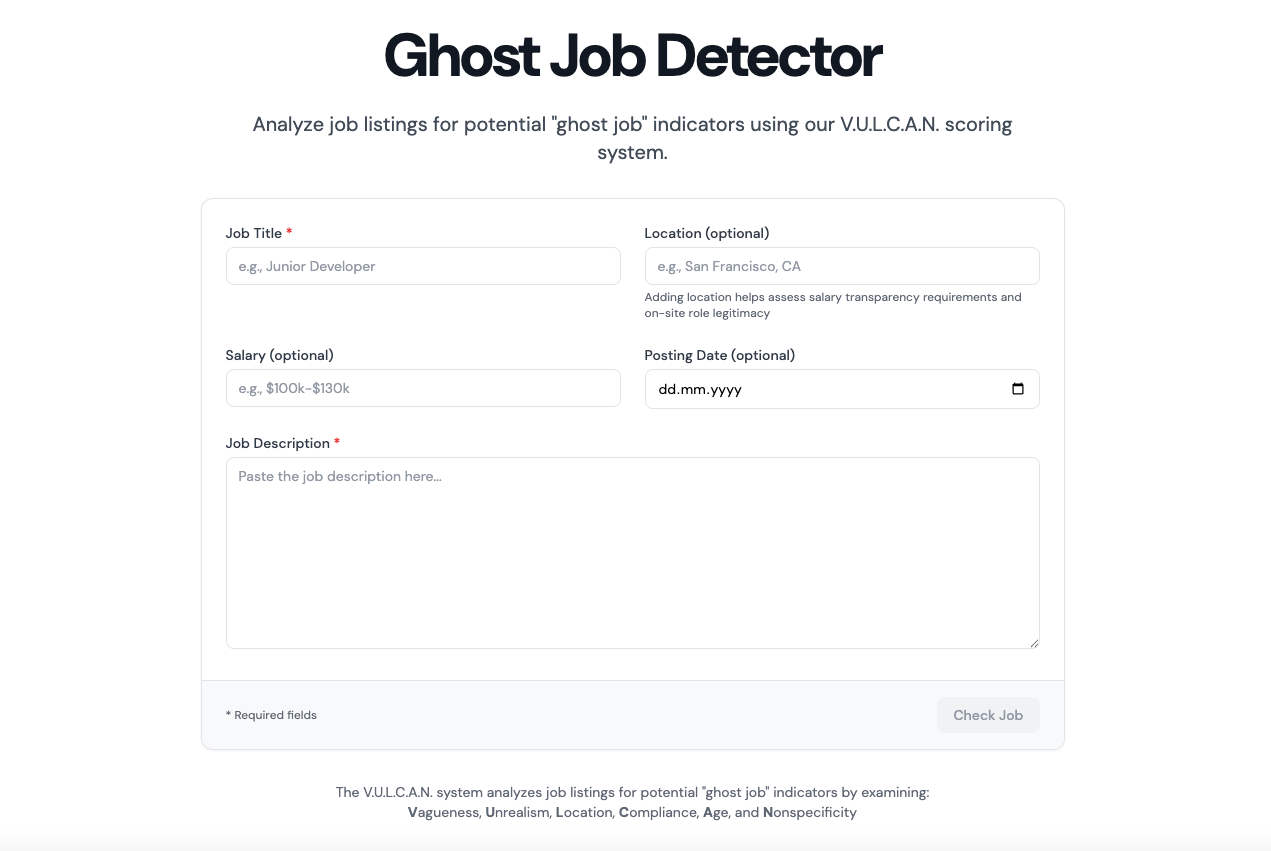 Ghost Job Detector
Analyze job listings for potential "ghost job" indicators using our V.U.L.C.A.N. scoring
system.
Job Title *
e.g., Junior Developer
Location (optional)
e.g., San Francisco, CA
Adding location helps assess salary transparency requirements and
on-site role legitimacy
Salary (optional)
e.g., $100k-$130k
Posting Date (optional)
dd.mm.yyyy
Job Description *
Paste the job description here...
* Required fields
Check Job
The V.U.L.C.A.N. system analyzes job listings for potential "ghost job" indicators by examining:
Vagueness, Unrealism, Location, Compliance, Age, and Nonspecificity